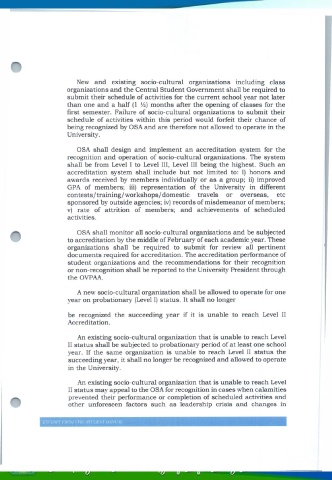 New and existing socio-cultural organizations including class
organizations and the Central Student Government shall be required to
submit their schedule of activities for the current school year not later
than one and a half (1 ½) months after the opening of classes for the
first semester. Failure of socio-cultural organizations to submit their
schedule of activities within this period would forfeit their chance of
being recognized by OSA and are therefore not allowed to operate in the
University.
OSA shall design and implement an accreditation system for the
recognition and operation of socio-cultural organizations. The system
shall be from Level I to Level III, Level III being the highest. Such an
accreditation system shall include but not limited to: i) honors and
awards received by members individually or as a group; ii) improved
GPA of members; iii) representation of the University in different
contests/training/workshops/domestic travels or overseas, etc
sponsored by outside agencies; iv) records of misdemeanor of members;
v) rate of attrition of members; and achievements of scheduled
activities.
OSA shall monitor all socio-cultural organizations and be subjected
to accreditation by the middle of February of each academic year. These
organizations shall be required to submit for review all pertinent
documents required for accreditation. The accreditation performance of
student organizations and the recommendations for their recognition
or non-recognition shall be reported to the University President through
the OVPAA.
A new socio-cultural organization shall be allowed to operate for one
year on probationary (Level I) status. It shall no longer
be recognized the succeeding year if it is unable to reach Level II
Accreditation.
An existing socio-cultural organization that is unable to reach Level
II status shall be subjected to probationary period of at least one school
year. If the same organization is unable to reach Level II status the
succeeding year, it shall no longer be recognized and allowed to operate
in the University.
An existing socio-cultural organization that is unable to reach Level
II status may appeal to the OSA for recognition in cases when calamities
prevented their performance or completion of scheduled activities and
other unforeseen factors such as leadership crisis and changes in